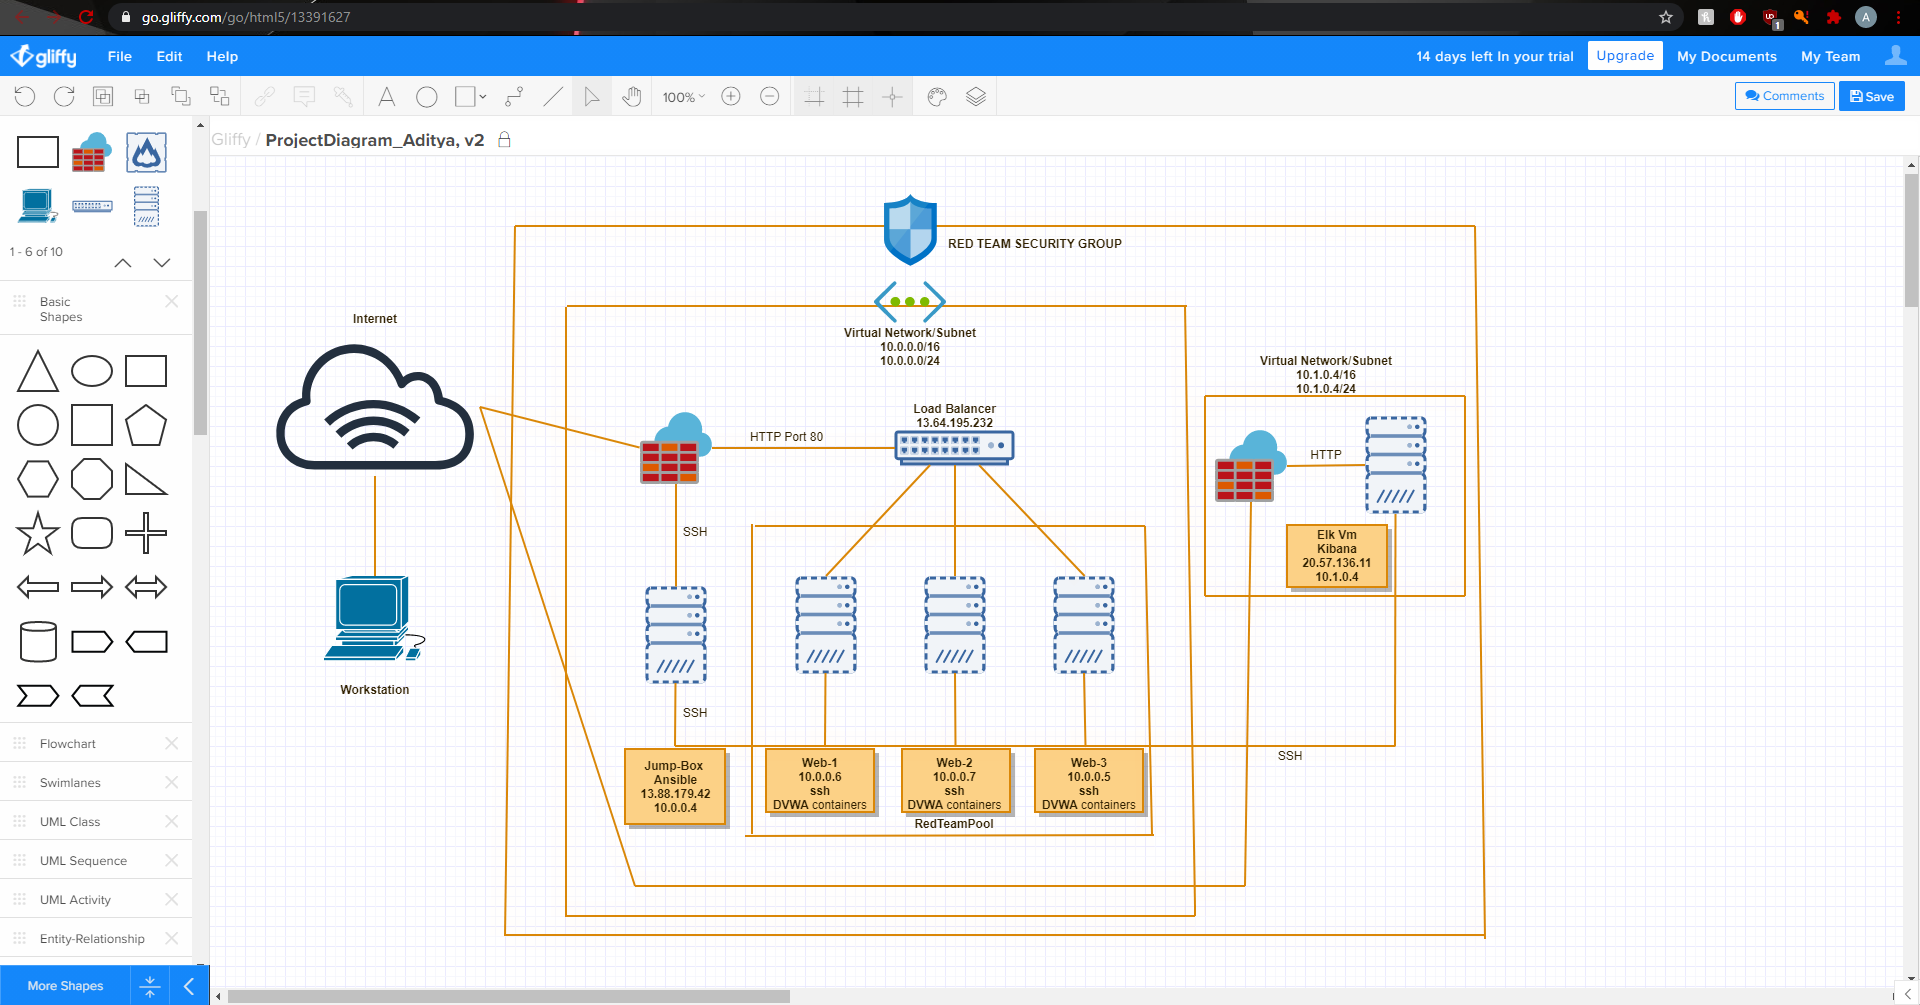 go.gliffy.com/go/html5/13391627
A
1
gliffy
File
Edit
Help
14 days left In your trial
Upgrade
My Documents
My Team
100%
Comments
Save
Gliffy / ProjectDiagram_Aditya, v2
1 - 6 of 10
Basic
Shapes
Flowchart
Swimlanes
UML Class
UML Sequence
UML Activity
Entity-Relationship
More Shapes
RED TEAM SECURITY GROUP
Internet
Virtual Network/Subnet
10.0.0.0/16
10.0.0.0/24
Virtual Network/Subnet
10.1.0.4/16
10.1.0.4/24
Load Balancer
13.64.195.232
HTTP Port 80
HTTP
SSH
Elk Vm
Kibana
20.57.136.11
10.1.0.4
Workstation
SSH
SSH
Jump-Box
Ansible
13.88.179.42
10.0.0.4
Web-1
10.0.0.6
ssh
DVWA containers
Web-2
10.0.0.7
ssh
DVWA containers
Web-3
10.0.0.5
ssh
DVWA containers
RedTeamPool